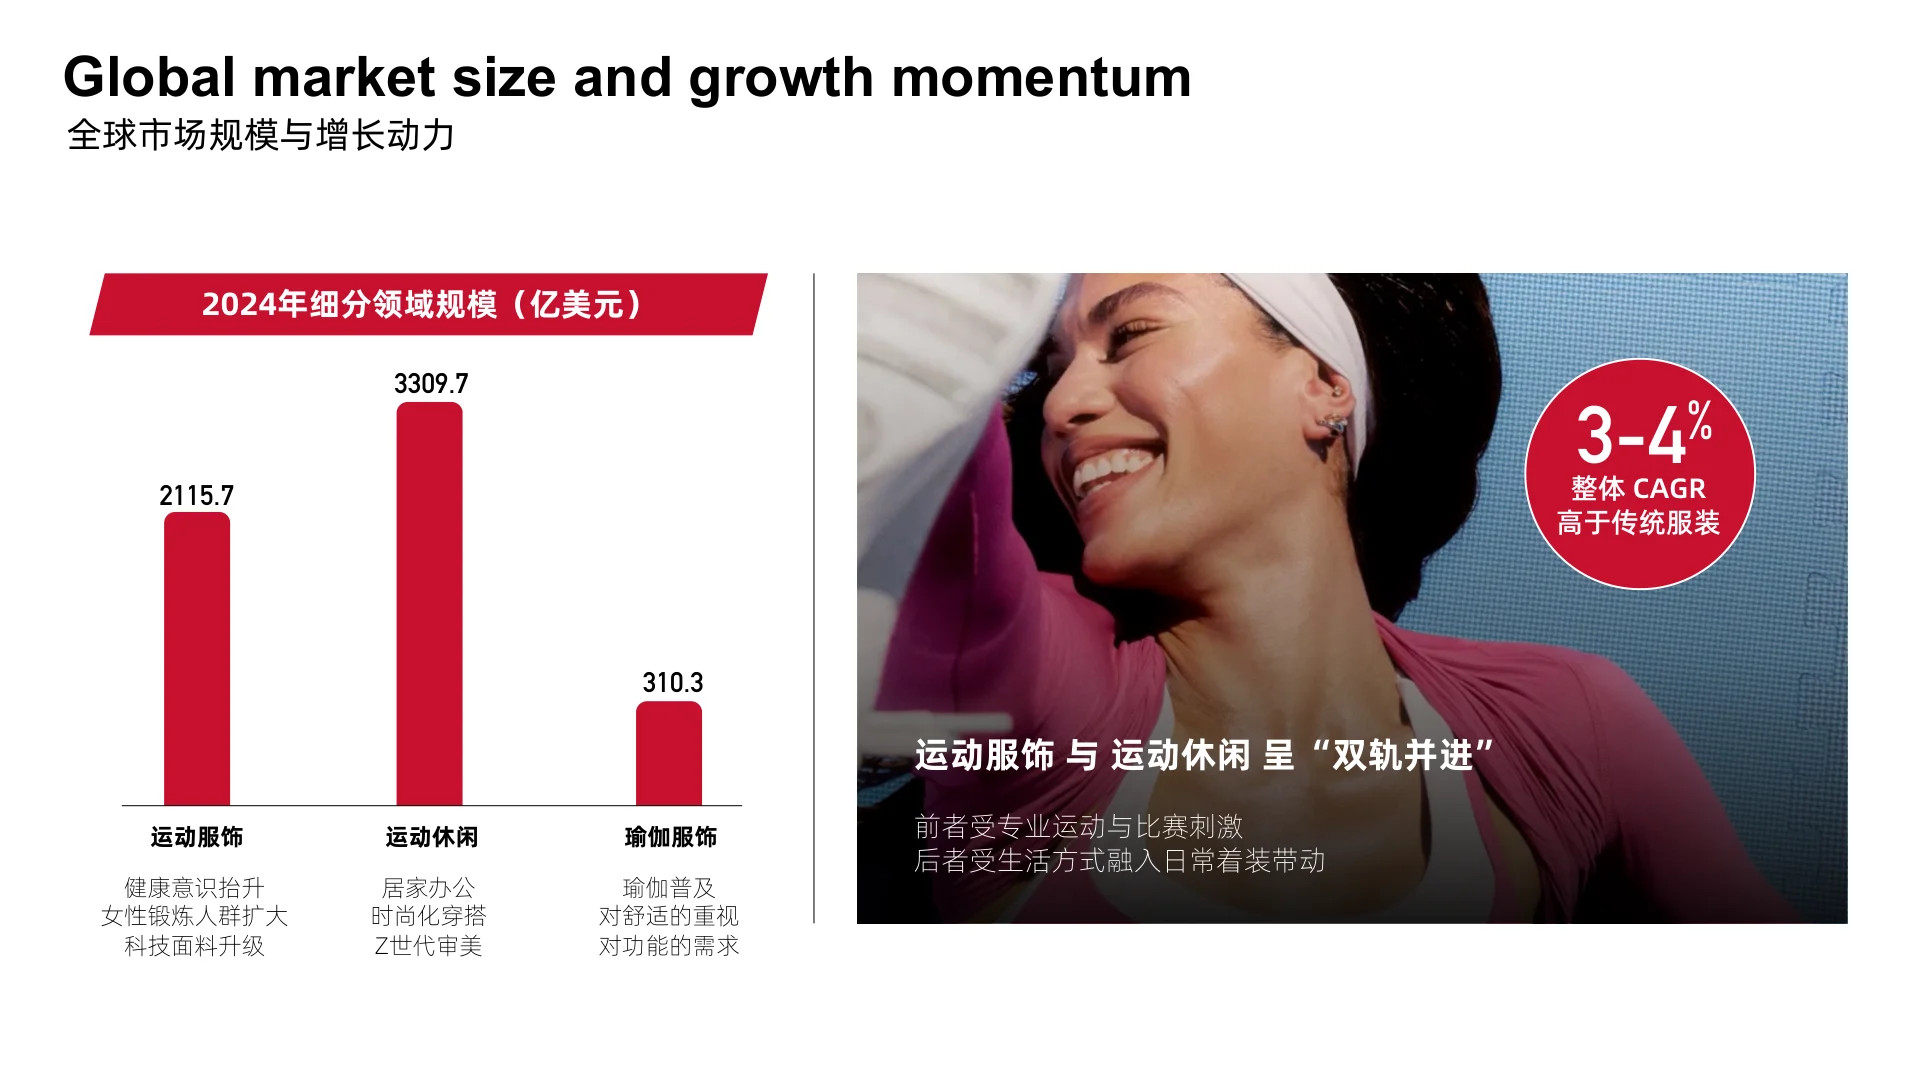 Global market size and growth momentum
全球市场规模与增长动力
2024年细分领域规模（亿美元）
2115.7
3309.7
310.3
运动服饰
健康意识抬升
女性锻炼人群扩大
科技面料升级
运动休闲
居家办公
时尚化穿搭
Z世代审美
瑜伽服饰
瑜伽普及
对舒适的重视
对功能的需求
3-4%
整体 CAGR
高于传统服装
运动服饰 与 运动休闲 呈“双轨并进”
前者受专业运动与比赛刺激
后者受生活方式融入日常着装带动